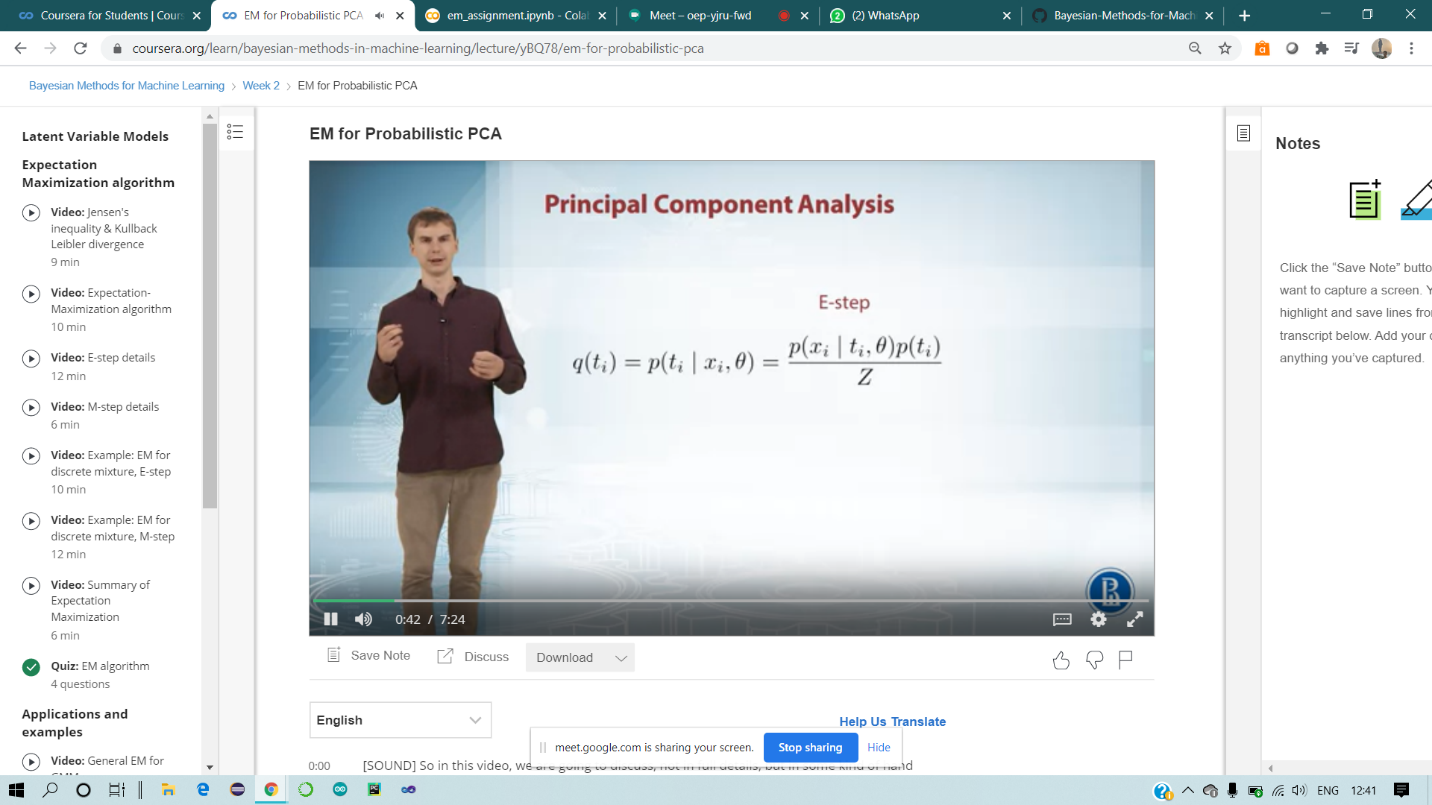 Coursera for Students | Cours
EM for Probabilistic PCA
em_assignment.ipynb - Cola
Meet – oep-yjru-fwd
(2) WhatsApp
Bayesian-Methods-for-Mach
coursera.org/learn/bayesian-methods-in-machine-learning/lecture/yBQ78/em-for-probabilistic-pca
Bayesian Methods for Machine Learning > Week 2 > EM for Probabilistic PCA
Latent Variable Models
Expectation
Maximization algorithm
Video: Jensen's
inequality & Kullback
Leibler divergence
9 min
Video: Expectation-
Maximization algorithm
10 min
Video: E-step details
12 min
Video: M-step details
6 min
Video: Example: EM for
discrete mixture, E-step
10 min
Video: Example: EM for
discrete mixture, M-step
12 min
Video: Summary of
Expectation
Maximization
6 min
Quiz: EM algorithm
4 questions
Applications and
examples
Video: General EM for
EM for Probabilistic PCA
Principal Component Analysis
E-step
q(t_i) = p(t_i | x_i, θ) = p(x_i | t_i, θ)p(t_i) / Z
0:42 / 7:24
Save Note
Discuss
Download
English
Help Us Translate
0:00 [SOUND] So in this video, we are going to discuss, not in full details, but in some kind of hand
meet.google.com is sharing your screen.
Stop sharing
Hide
Notes
Click the “Save Note” butto
want to capture a screen. Y
highlight and save lines fro
transcript below. Add your
anything you've captured.
ENG
12:41